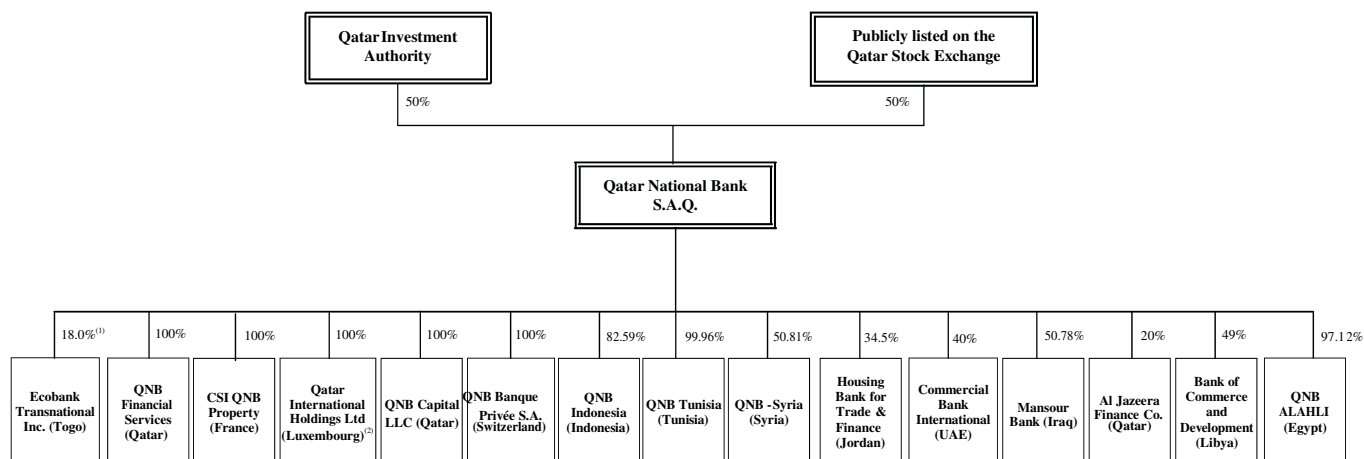 Qatar Investment
Authority
Publicly listed on the
Qatar Stock Exchange
50%
50%
Qatar National Bank
S.A.Q.
18.0%(1)
100%
100%
100%
100%
100%
82.59%
99.96%
50.81%
34.5%
40%
50.78%
20%
49%
97.12%
Ecobank
Transnational
Inc. (Togo)
QNB
Financial
Services
(Qatar)
CSI QNB
Property
(France)
Qatar
International
Holdings Ltd
(Luxembourg)(2)
QNB Capital
LLC (Qatar)
QNB Banque
Privée S.A.
(Switzerland)
QNB
Indonesia
(Indonesia)
QNB Tunisia
(Tunisia)
QNB -Syria
(Syria)
Housing
Bank for
Trade &
Finance
(Jordan)
Commercial
Bank
International
(UAE)
Mansour
Bank (Iraq)
Al Jazeera
Finance Co.
(Qatar)
Bank of
Commerce
and
Development
(Libya)
QNB
ALAHLI
(Egypt)